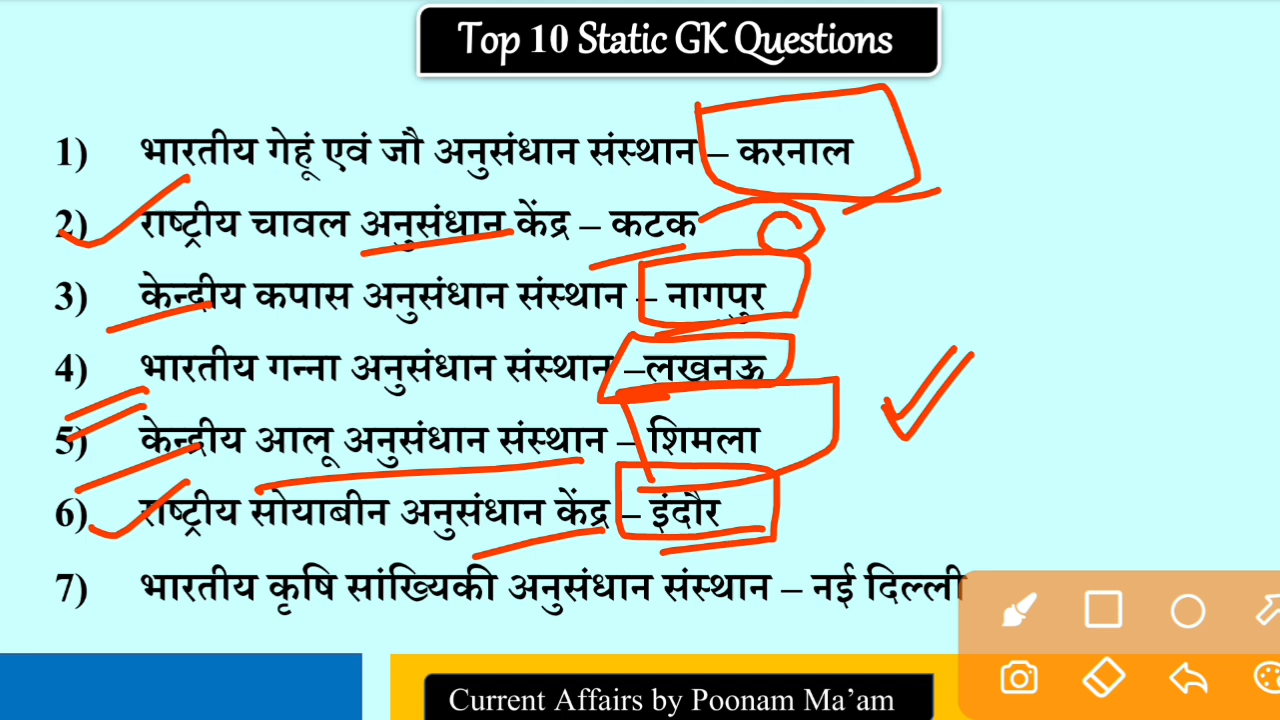 Top 10 Static GK Questions
1) भारतीय गेहूं एवं जौ अनुसंधान संस्थान – करनाल
2) राष्ट्रीय चावल अनुसंधान केंद्र – कटक
3) केन्द्रीय कपास अनुसंधान संस्थान – नागपुर
4) भारतीय गन्ना अनुसंधान संस्थान –लखनऊ
5) केन्द्रीय आलू अनुसंधान संस्थान – शिमला
6) राष्ट्रीय सोयाबीन अनुसंधान केंद्र – इंदौर
7) भारतीय कृषि सांख्यिकी अनुसंधान संस्थान – नई दिल्ली
Current Affairs by Poonam Ma’am